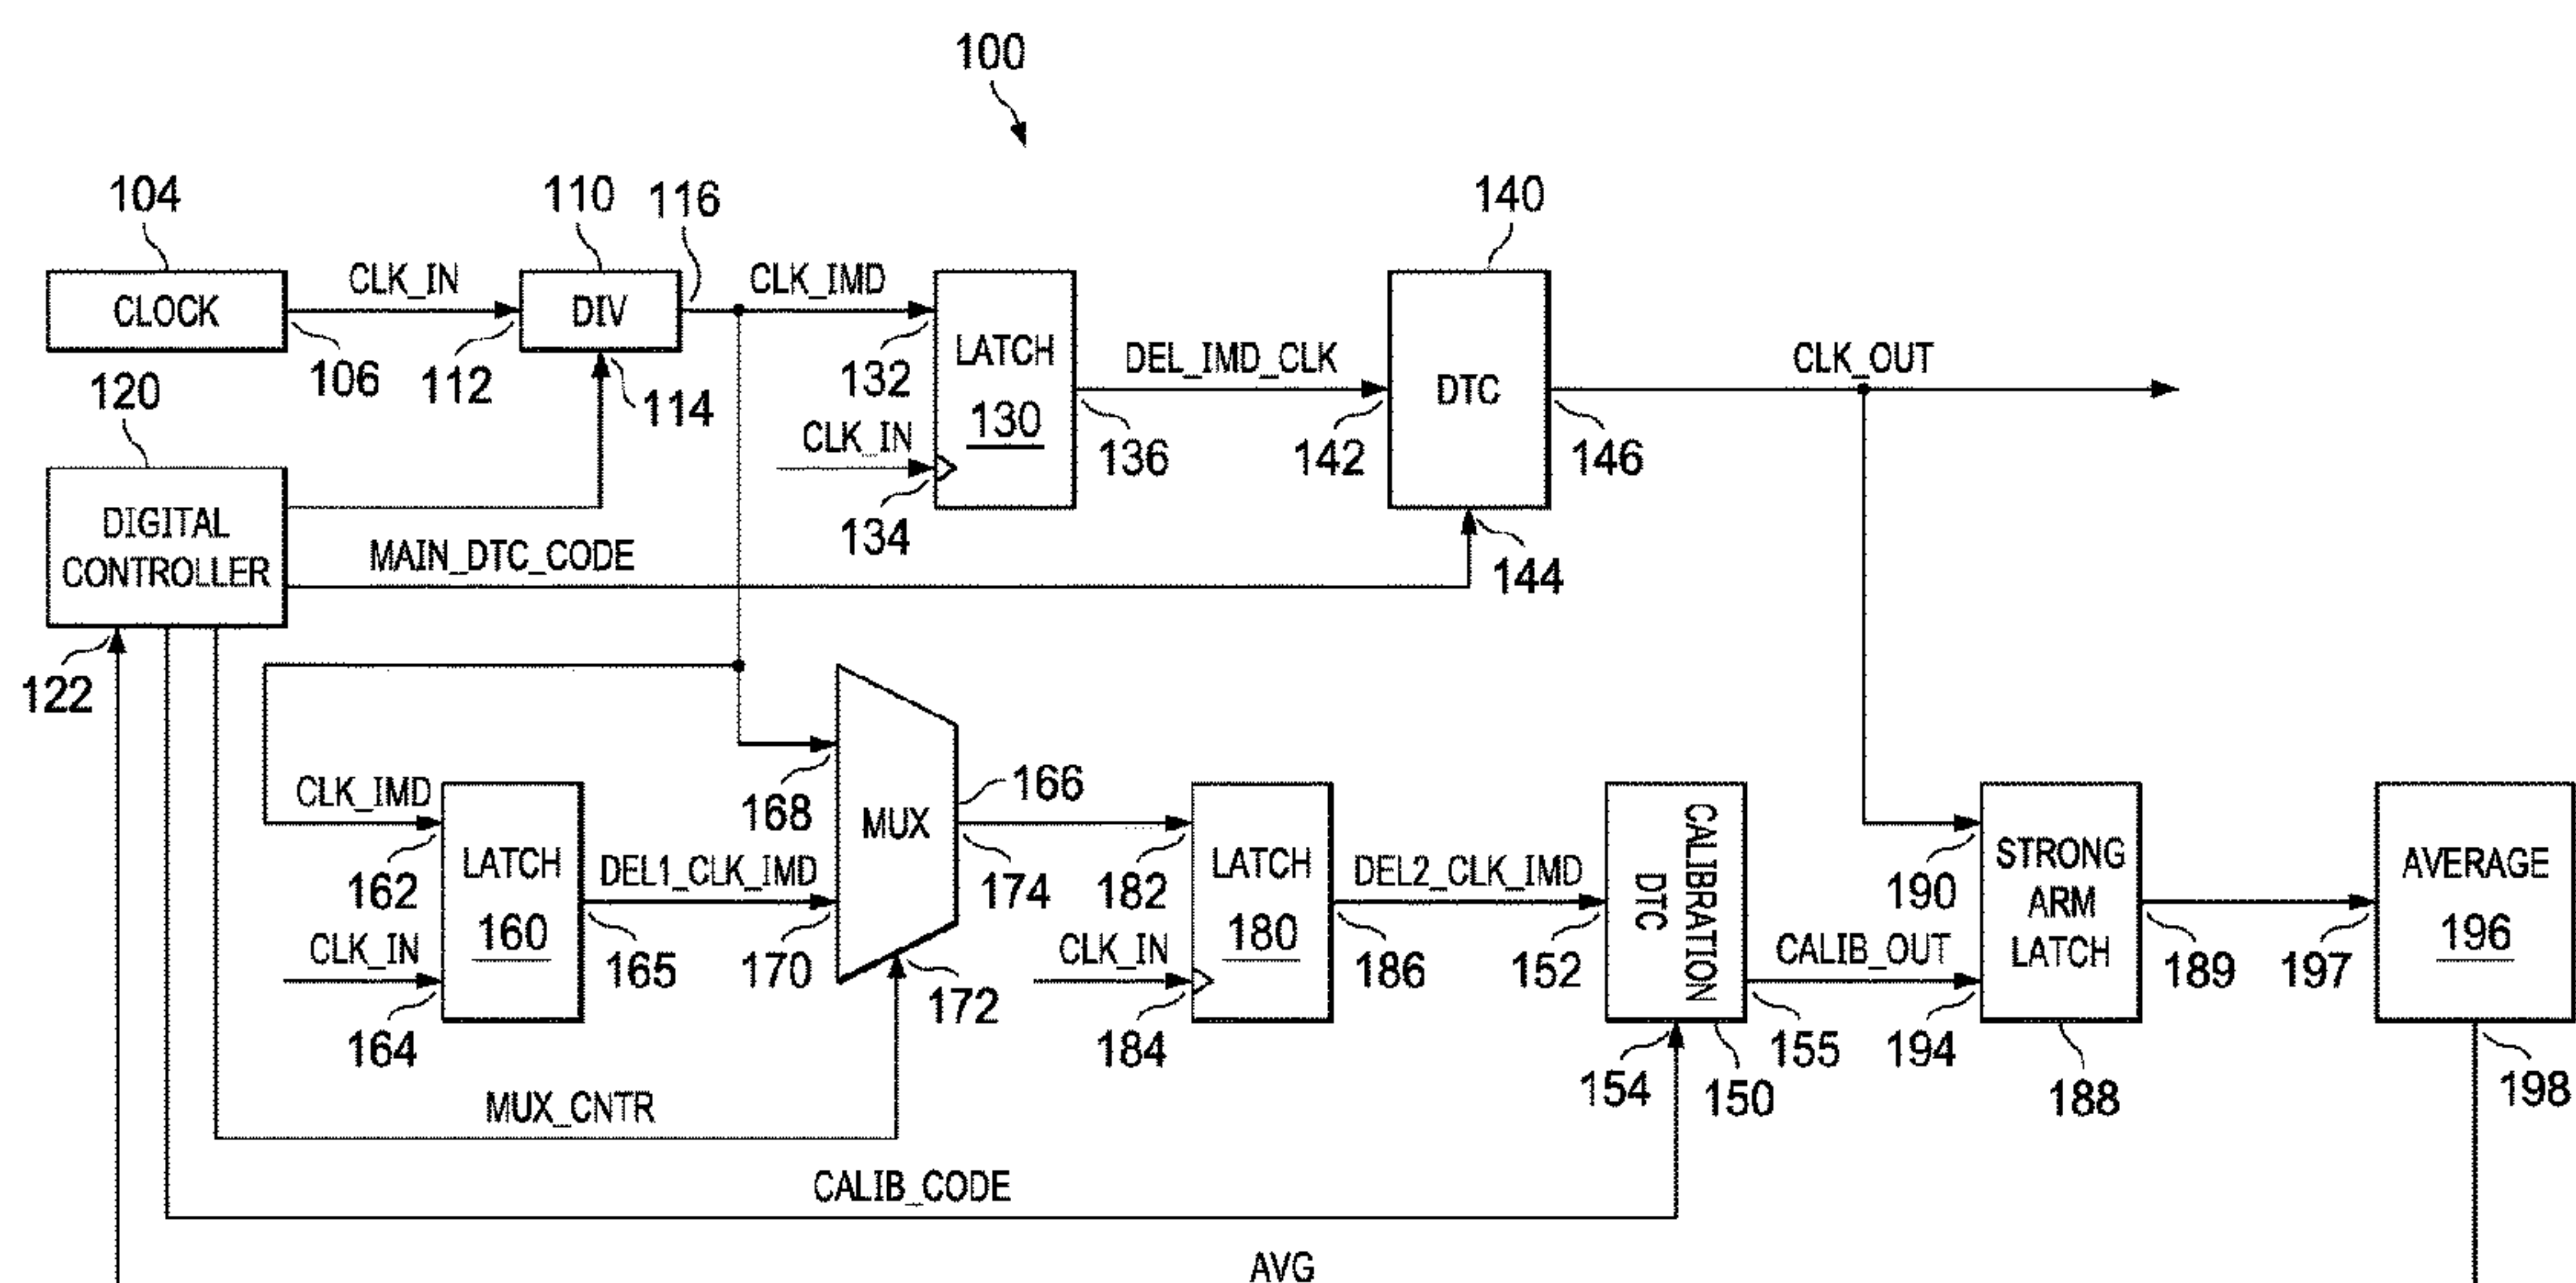 100
104
110
116
140
CLOCK
CLK_IN
DIV
CLK_IMD
106
112
114
132
LATCH
130
DEL_IMD_CLK
DTC
CLK_OUT
120
CLK_IN
134
136
142
146
144
DIGITAL
CONTROLLER
MAIN_DTC_CODE
122
CLK_IMD
162
LATCH
160
CLK_IN
164
DEL1_CLK_IMD
165
168
170
MUX
166
174
172
182
LATCH
180
CLK_IN
184
DEL2_CLK_IMD
186
152
CALIBRATION
DTC
154
150
155
CALIB_OUT
190
194
STRONG
ARM
LATCH
188
189
197
AVERAGE
196
198
MUX_CNTR
CALIB_CODE
AVG